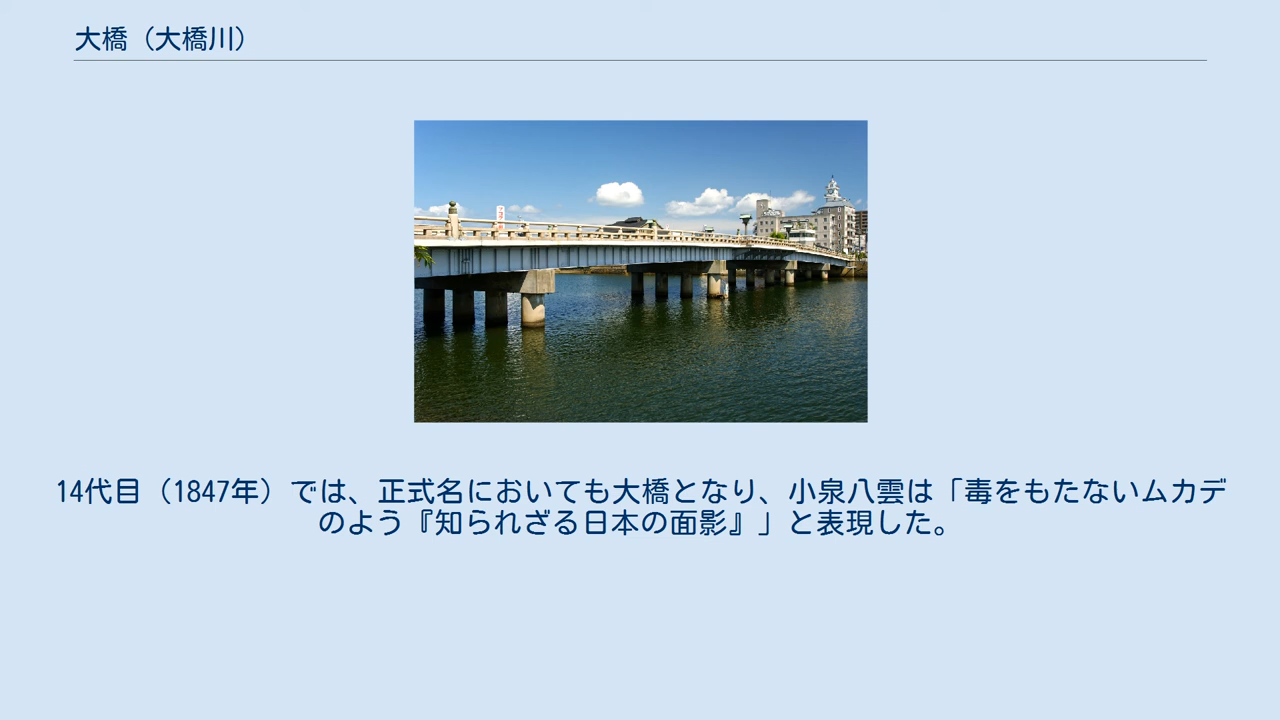 大橋（大橋川）
14代目（1847年）では、正式名においても大橋となり、小泉八雲は「毒をもたないムカデ
のよう『知られざる日本の面影』」と表現した。